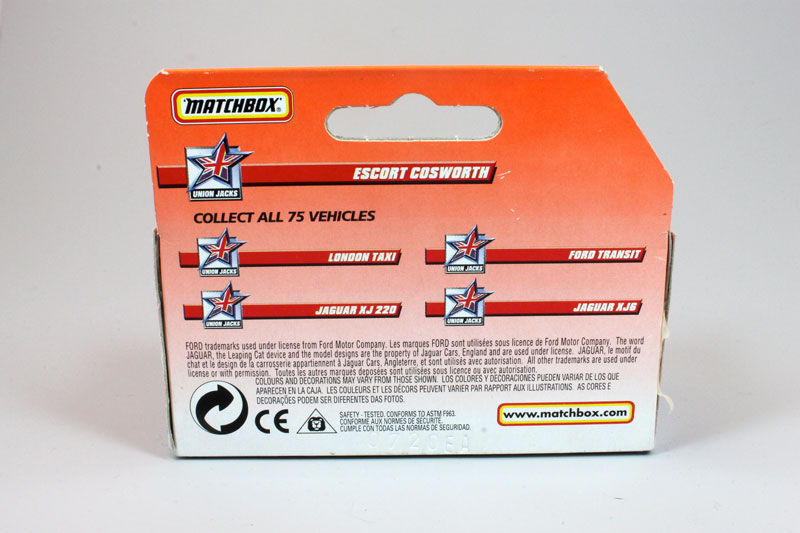 MATCHBOX®
ESCORT COSWORTH
UNION JACKS
COLLECT ALL 75 VEHICLES
LONDON TAXI
UNION JACKS
FORD TRANSIT
UNION JACKS
JAGUAR XJ 220
UNION JACKS
JAGUAR XJ6
UNION JACKS
FORD trademarks used under license from Ford Motor Company. Les marques FORD sont utilisées sous licence de Ford Motor Company. The word
JAGUAR, the Leaping Cat device and the model designs are the property of Jaguar Cars, England and are used under license. JAGUAR, le motif du
chat et le design de la carrosserie appartiennent à Jaguar Cars, Angleterre, et sont utilisés avec autorisation. All other trademarks are used under
license or with permission. Toutes les autres marques déposées sont utilisées sous licence ou avec autorisation.
COLOURS AND DECORATIONS MAY VARY FROM THOSE SHOWN. LOS COLORES Y DECORACIONES PUEDEN VARIAR DE LOS QUE
APARECEN EN LA CAJA. LES COULEURS ET LES DÉCORS PEUVENT VARIER PAR RAPPORT AUX ILLUSTRATIONS. AS CORES E
DECORAÇÕES PODEM SER DIFERENTES DAS FOTOS.
CE
SAFETY - TESTED. CONFORMS TO ASTM F963.
CONFORME AUX NORMES DE SECURITE.
CUMPLE CON TODAS LAS NORMAS DE SEGURIDAD.
www.matchbox.com